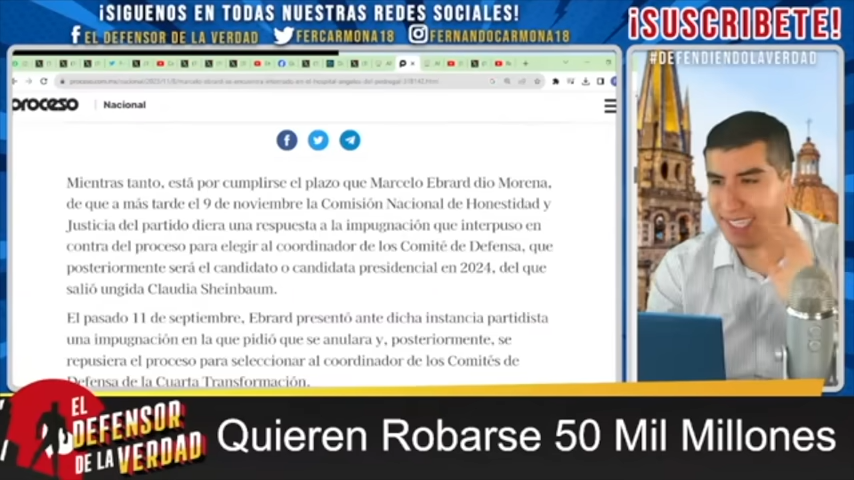 ¡SIGUENOS EN TODAS NUESTRAS REDES SOCIALES!
EL DEFENSOR DE LA VERDAD
FERCARMONA18
FERNANDOCARMONA18
¡SUSCRIBETE!
#DEFENDIENDOLAVERDAD
proceso
Nacional
Mientras tanto, está por cumplirse el plazo que Marcelo Ebrard dio Morena,
de que a más tarde el 9 de noviembre la Comisión Nacional de Honestidad y
Justicia del partido diera una respuesta a la impugnación que interpuso en
contra del proceso para elegir al coordinador de los Comité de Defensa, que
posteriormente será el candidato o candidata presidencial en 2024, del que
salió ungida Claudia Sheinbaum.
El pasado 11 de septiembre, Ebrard presentó ante dicha instancia partidista
una impugnación en la que pidió que se anulara y, posteriormente, se
repusiera el proceso para seleccionar al coordinador de los Comités de
Defensa de la Cuarta Transformación.
EL
DEFENSOR
DE LA VERDAD
Quieren Robarse 50 Mil Millones